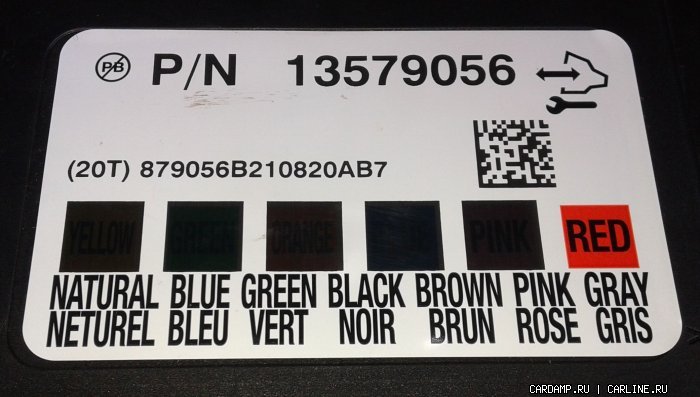 PB P/N 13579056
(20T) 879056B210820AB7
YELLOW GREEN ORANGE BLUE PINK RED
NATURAL BLUE GREEN BLACK BROWN PINK GRAY
NETUREL BLEU VERT NOIR BRUN ROSE GRIS
CARDAMP.RU | CARLINE.RU